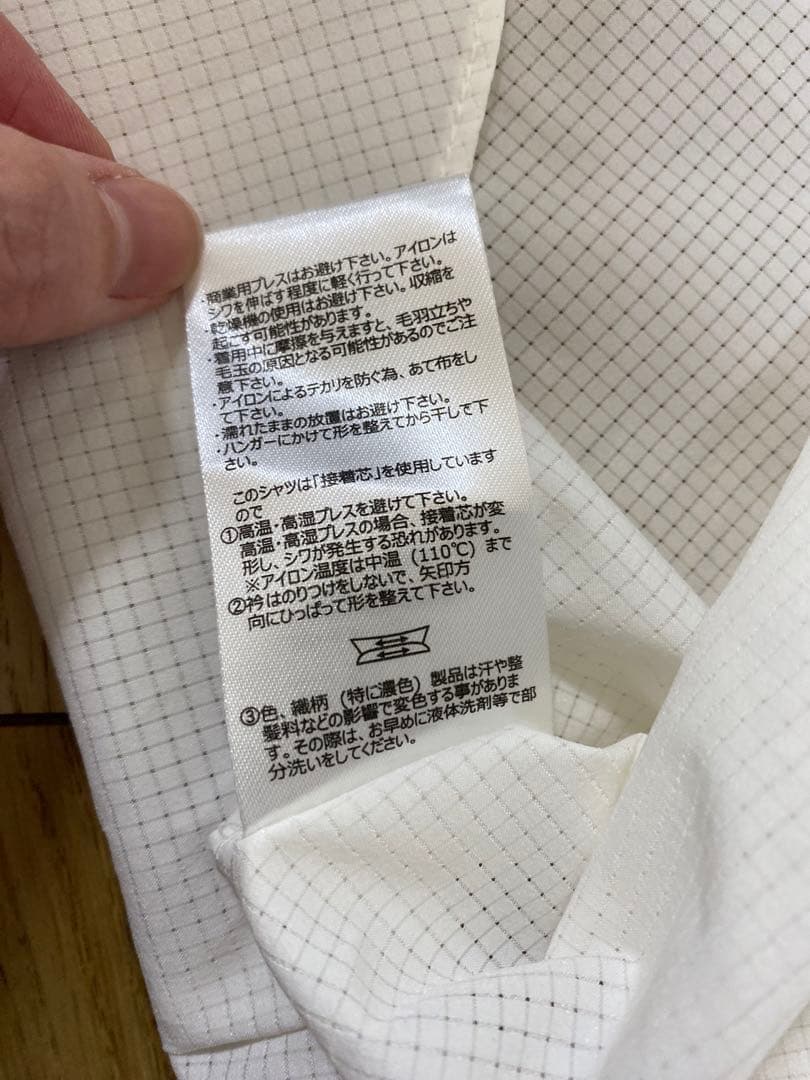 ・商業用プレスはお避け下さい。アイロンは
シワを伸ばす程度に軽く行って下さい。
・乾燥機の使用はお避け下さい。収縮を
起こす可能性があります。
・着用中に摩擦を与えますと、毛羽立ちや
毛玉の原因となる可能性があるのでご注
意下さい。
・アイロンによるテカリを防ぐ為、あて布をし
て下さい。
・濡れたままの放置はお避け下さい。
・ハンガーにかけて形を整えてから干して下
さい。
このシャツは「接着芯」を使用しています
ので
①高温・高湿プレスを避けて下さい。
高温・高湿プレスの場合、接着芯が変
形し、シワが発生する恐れがあります。
※アイロン温度は中温（110℃）まで
②衿はのりつけをしないで、矢印方
向にひっぱって形を整えて下さい。
③色、織柄（特に濃色）製品は汗や整
髪料などの影響で変色する事がありま
す。その際は、お早めに液体洗剤等で部
分洗いをしてください。